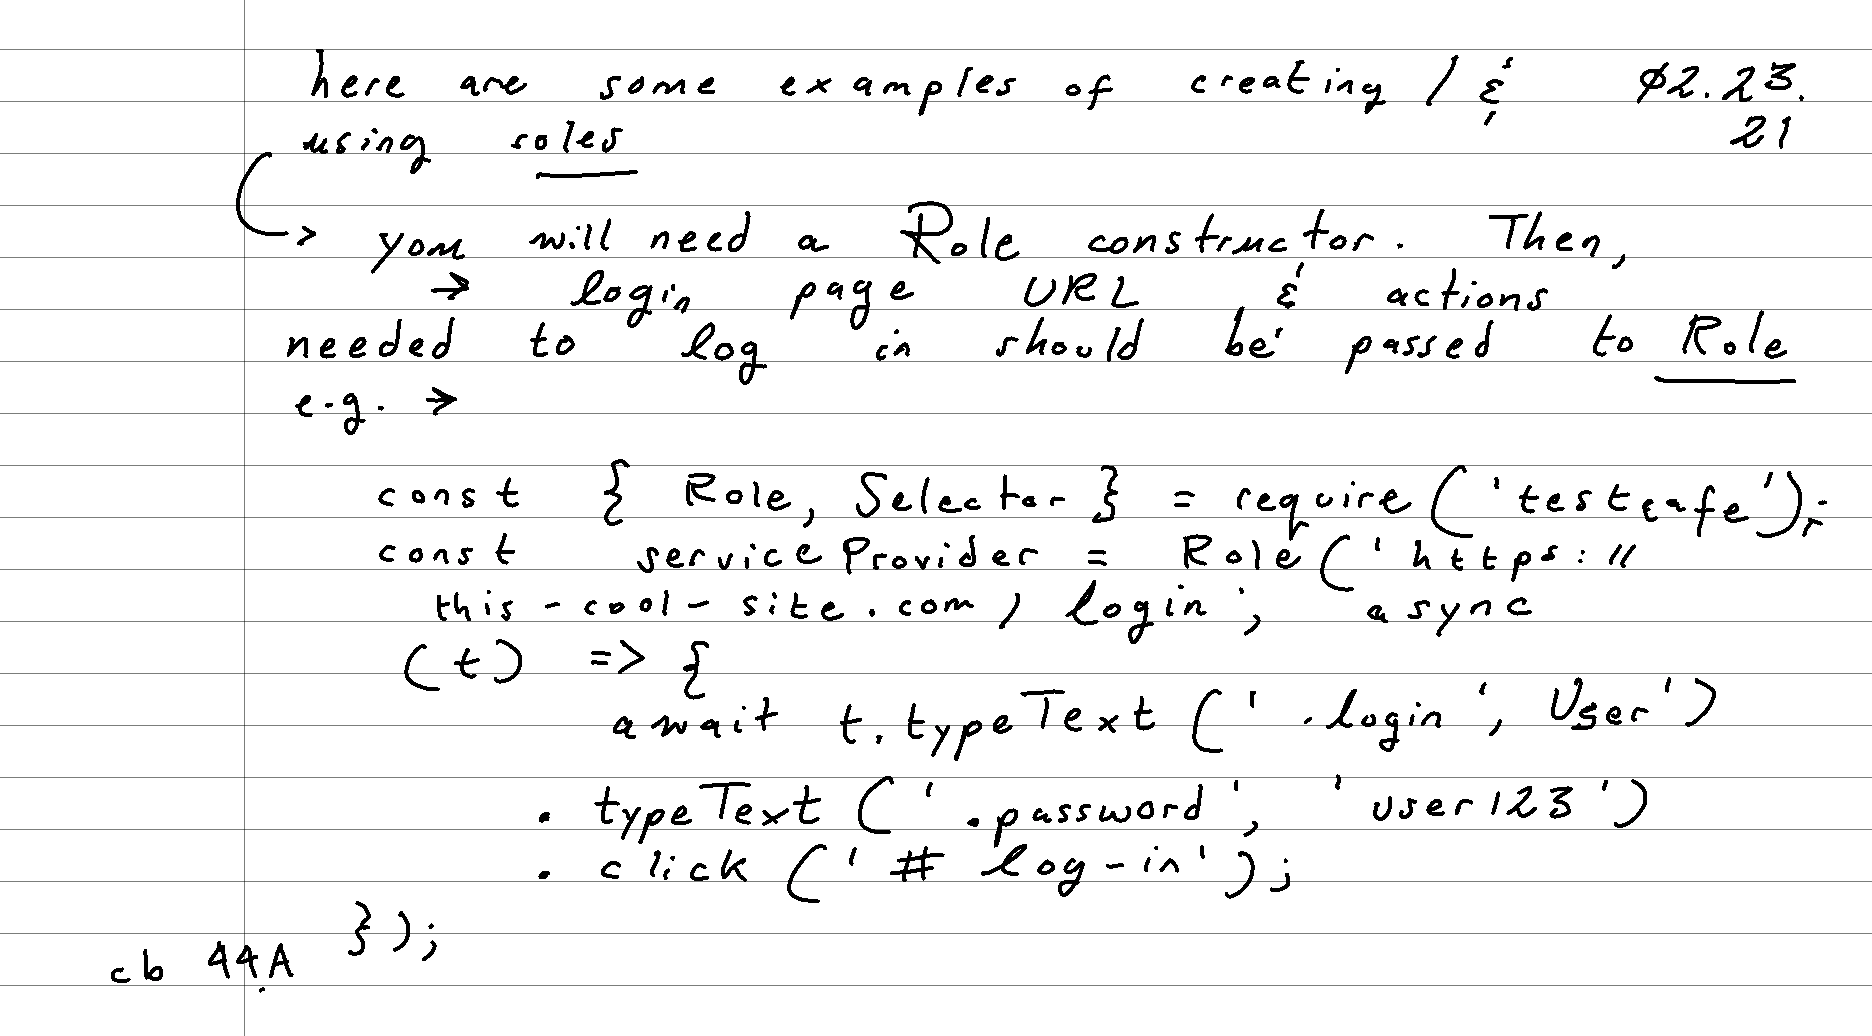 here are some examples of creating / & 02.23.
using roles 21
→ you will need a Role constructor. Then,
→ login page URL & actions
needed to log in should be passed to Role
e.g. →
const { Role, Selector } = require('testcafe');
const serviceProvider = Role('https://
this-cool-site.com/login', async
(t) => {
await t.typeText('.login', User')
.typeText('.password', 'user123')
.click('#log-in');
});
cb 44A